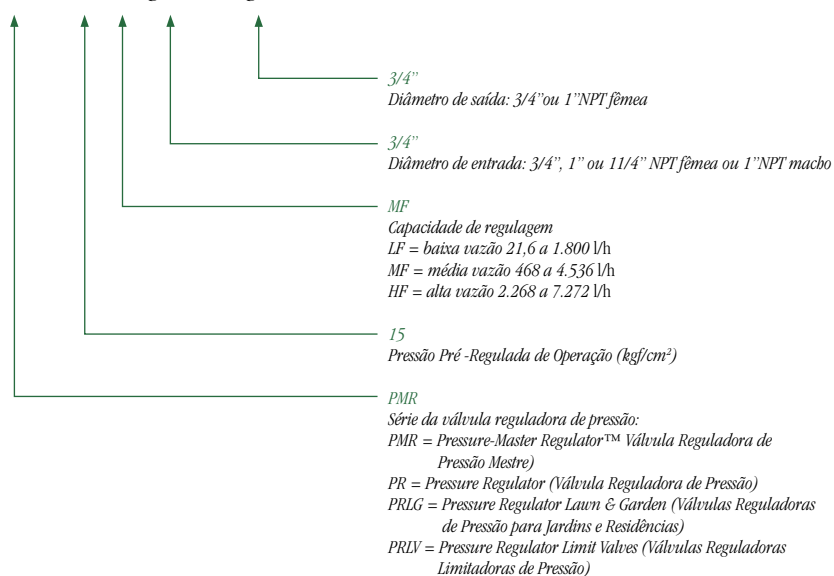 3/4”
Diâmetro de saída: 3/4”ou 1”NPT fêmea
3/4”
Diâmetro de entrada: 3/4”, 1” ou 11/4” NPT fêmea ou 1”NPT macho
MF
Capacidade de regulagem
LF = baixa vazão 21,6 a 1.800 l/h
MF = média vazão 468 a 4.536 l/h
HF = alta vazão 2.268 a 7.272 l/h
15
Pressão Pré -Regulada de Operação (kgf/cm²)
PMR
Série da válvula reguladora de pressão:
PMR = Pressure-Master Regulator™ Válvula Reguladora de
Pressão Mestre)
PR = Pressure Regulator (Válvula Reguladora de Pressão)
PRLG = Pressure Regulator Lawn & Garden (Válvulas Reguladoras
de Pressão para Jardins e Residências)
PRLV = Pressure Regulator Limit Valves (Válvulas Reguladoras
Limitadoras de Pressão)